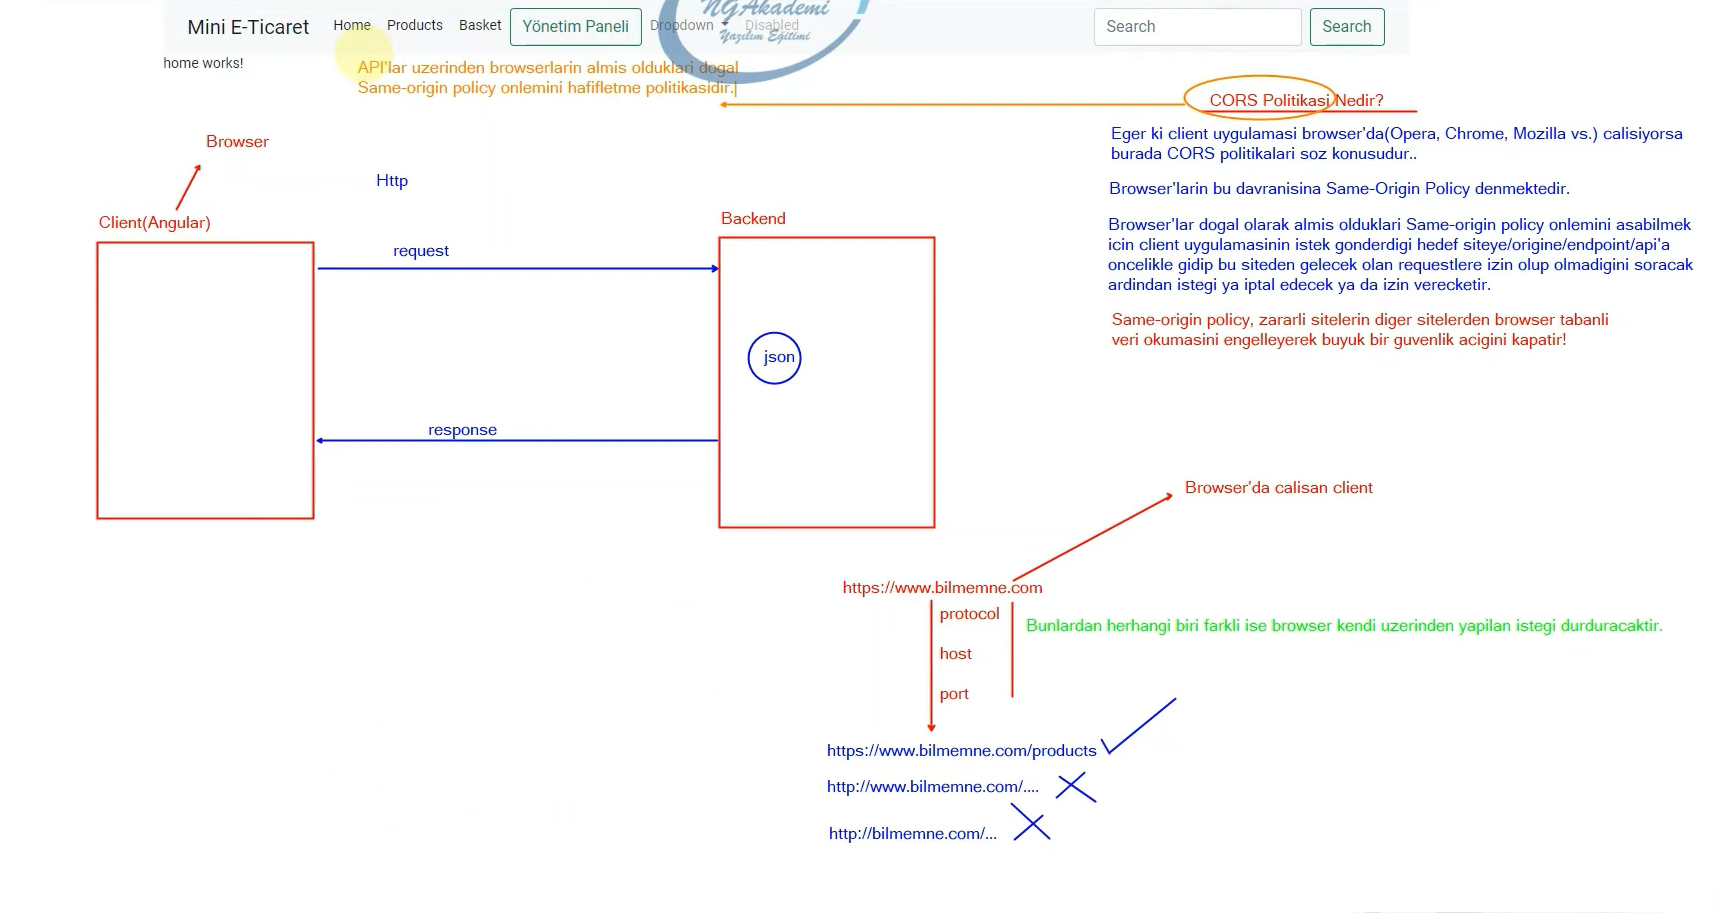 Mini E-Ticaret Home Products Basket Yönetim Paneli Dropdown Disabled Search Search
NGAkademi
Yazılım Eğitimi
home works!
API'lar uzerinden browserlarin almis olduklari dogal
Same-origin policy onlemini hafifletme politikasidir.
CORS Politikasi Nedir?
Eger ki client uygulamasi browser'da(Opera, Chrome, Mozilla vs.) calisiyorsa
burada CORS politikalari soz konusudur..
Browser'larin bu davranisina Same-Origin Policy denmektedir.
Browser'lar dogal olarak almis olduklari Same-origin policy onlemini asabilmek
icin client uygulamasinin istek gonderdigi hedef siteye/origine/endpoint/api'a
oncelikle gidip bu siteden gelecek olan requestlere izin olup olmadigini soracak
ardindan istegi ya iptal edecek ya da izin verecketir.
Same-origin policy, zararli sitelerin diger sitelerden browser tabanli
veri okumasini engelleyerek buyuk bir guvenlik acigini kapatir!
Browser
Http
Client(Angular)
Backend
request
json
response
Browser'da calisan client
https://www.bilmemne.com
protocol
host
port
Bunlardan herhangi biri farkli ise browser kendi uzerinden yapilan istegi durduracaktir.
https://www.bilmemne.com/products
http://www.bilmemne.com/....
http://bilmemne.com/...